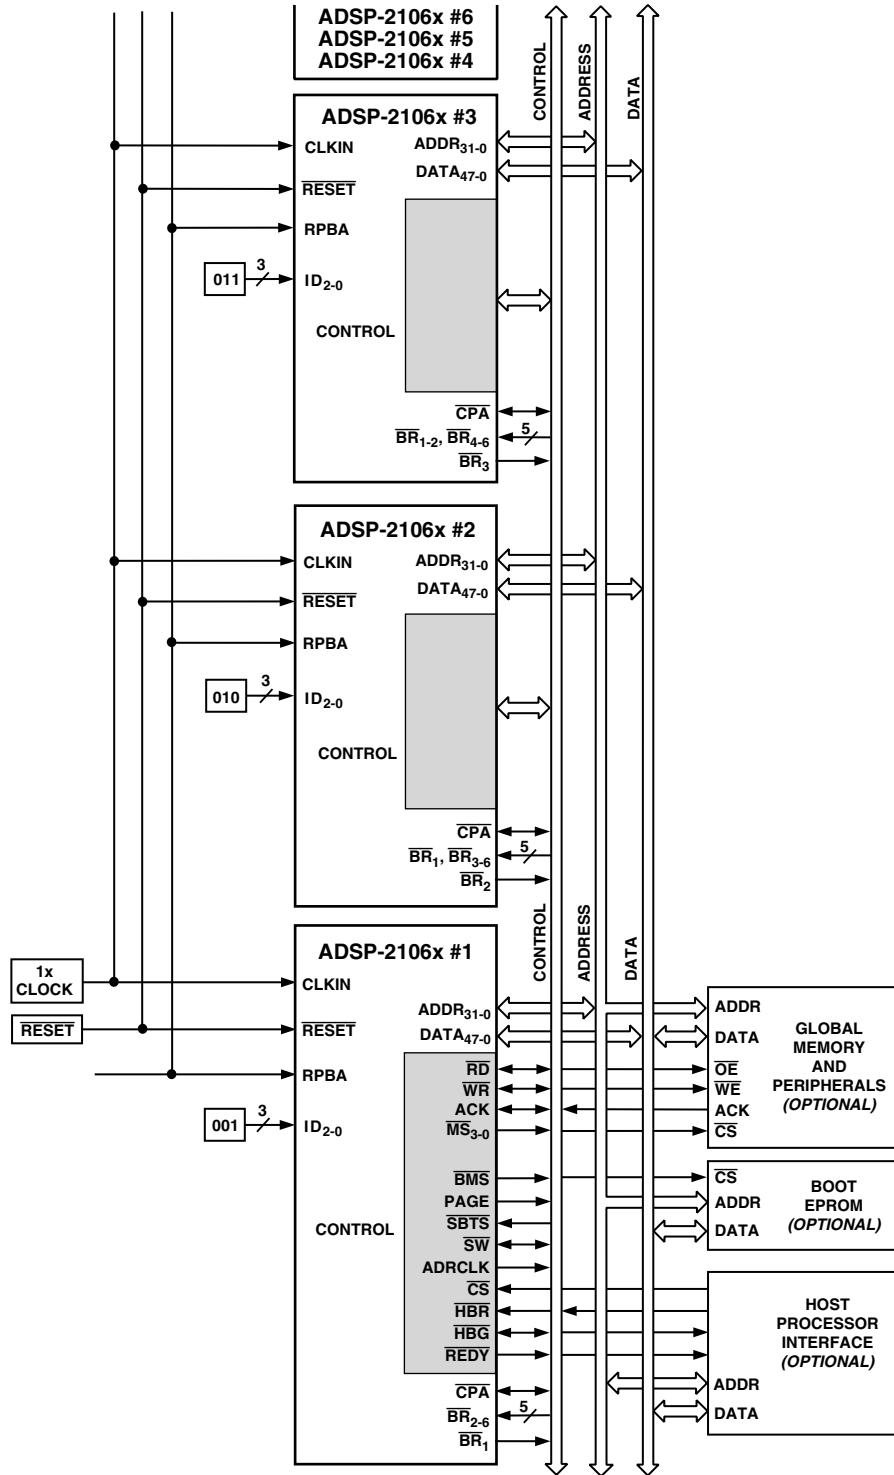 ADSP-2106x #6
ADSP-2106x #5
ADSP-2106x #4
CONTROL
ADDRESS
DATA
ADSP-2106x #3
CLKIN
ADDR31-0
DATA47-0
RESET
RPBA
011
3
ID2-0
CONTROL
CPA
BR1-2, BR4-6
5
BR3
ADSP-2106x #2
CLKIN
ADDR31-0
DATA47-0
RESET
RPBA
010
3
ID2-0
CONTROL
CPA
BR1, BR3-6
5
BR2
CONTROL
ADDRESS
DATA
ADSP-2106x #1
1x
CLOCK
CLKIN
RESET
RESET
ADDR31-0
DATA47-0
RPBA
001
3
ID2-0
CONTROL
RD
WR
ACK
MS3-0
BMS
PAGE
SBTS
SW
ADRCLK
CS
HBR
HBG
REDY
CPA
BR2-6
5
BR1
ADDR
DATA
OE
WE
ACK
CS
GLOBAL
MEMORY
AND
PERIPHERALS
(OPTIONAL)
CS
ADDR
DATA
BOOT
EPROM
(OPTIONAL)
HOST
PROCESSOR
INTERFACE
(OPTIONAL)
ADDR
DATA